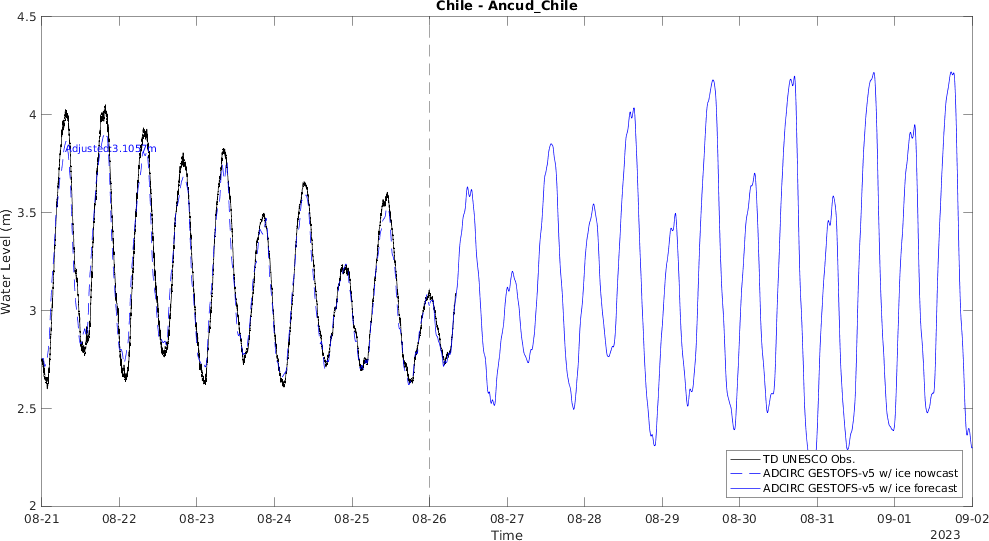 Chile - Ancud_Chile
4.5
4
3.5
3
2.5
2
Water Level (m)
Adjusted:3.1057m
TD UNESCO Obs.
ADCIRC GESTOFS-v5 w/ ice nowcast
ADCIRC GESTOFS-v5 w/ ice forecast
08-21 08-22 08-23 08-24 08-25 08-26 08-27 08-28 08-29 08-30 08-31 09-01 09-02
Time
2023